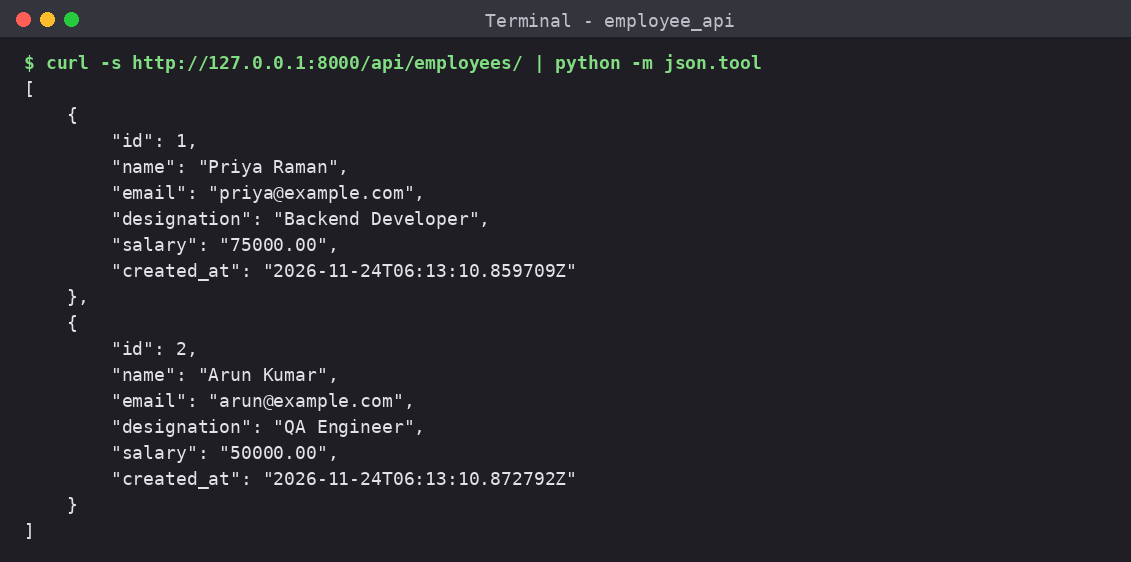 Terminal - employee_api
$ curl -s http://127.0.0.1:8000/api/employees/ | python -m json.tool
[
    {
        "id": 1,
        "name": "Priya Raman",
        "email": "priya@example.com",
        "designation": "Backend Developer",
        "salary": "75000.00",
        "created_at": "2026-11-24T06:13:10.859709Z"
    },
    {
        "id": 2,
        "name": "Arun Kumar",
        "email": "arun@example.com",
        "designation": "QA Engineer",
        "salary": "50000.00",
        "created_at": "2026-11-24T06:13:10.872792Z"
    }
]